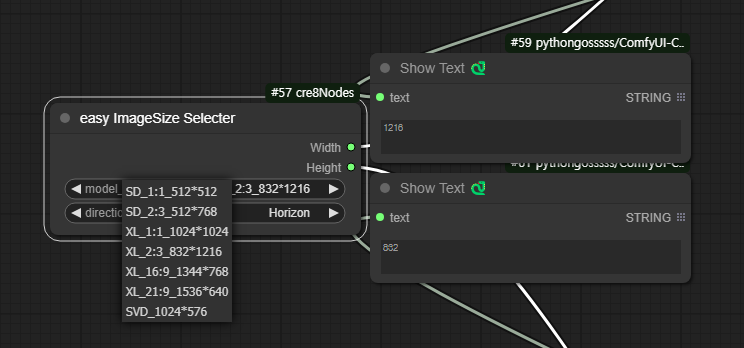 #59 pythongosssss/ComfyUI-C..
Show Text
text
STRING
1216
#57 cre8Nodes
easy ImageSize Selecter
Width
Height
model_
2:3_832*1216
directio
Horizon
SD_1:1_512*512
SD_2:3_512*768
XL_1:1_1024*1024
XL_2:3_832*1216
XL_16:9_1344*768
XL_21:9_1536*640
SVD_1024*576
#61 pythongosssss/ComfyUI-C..
Show Text
text
STRING
832